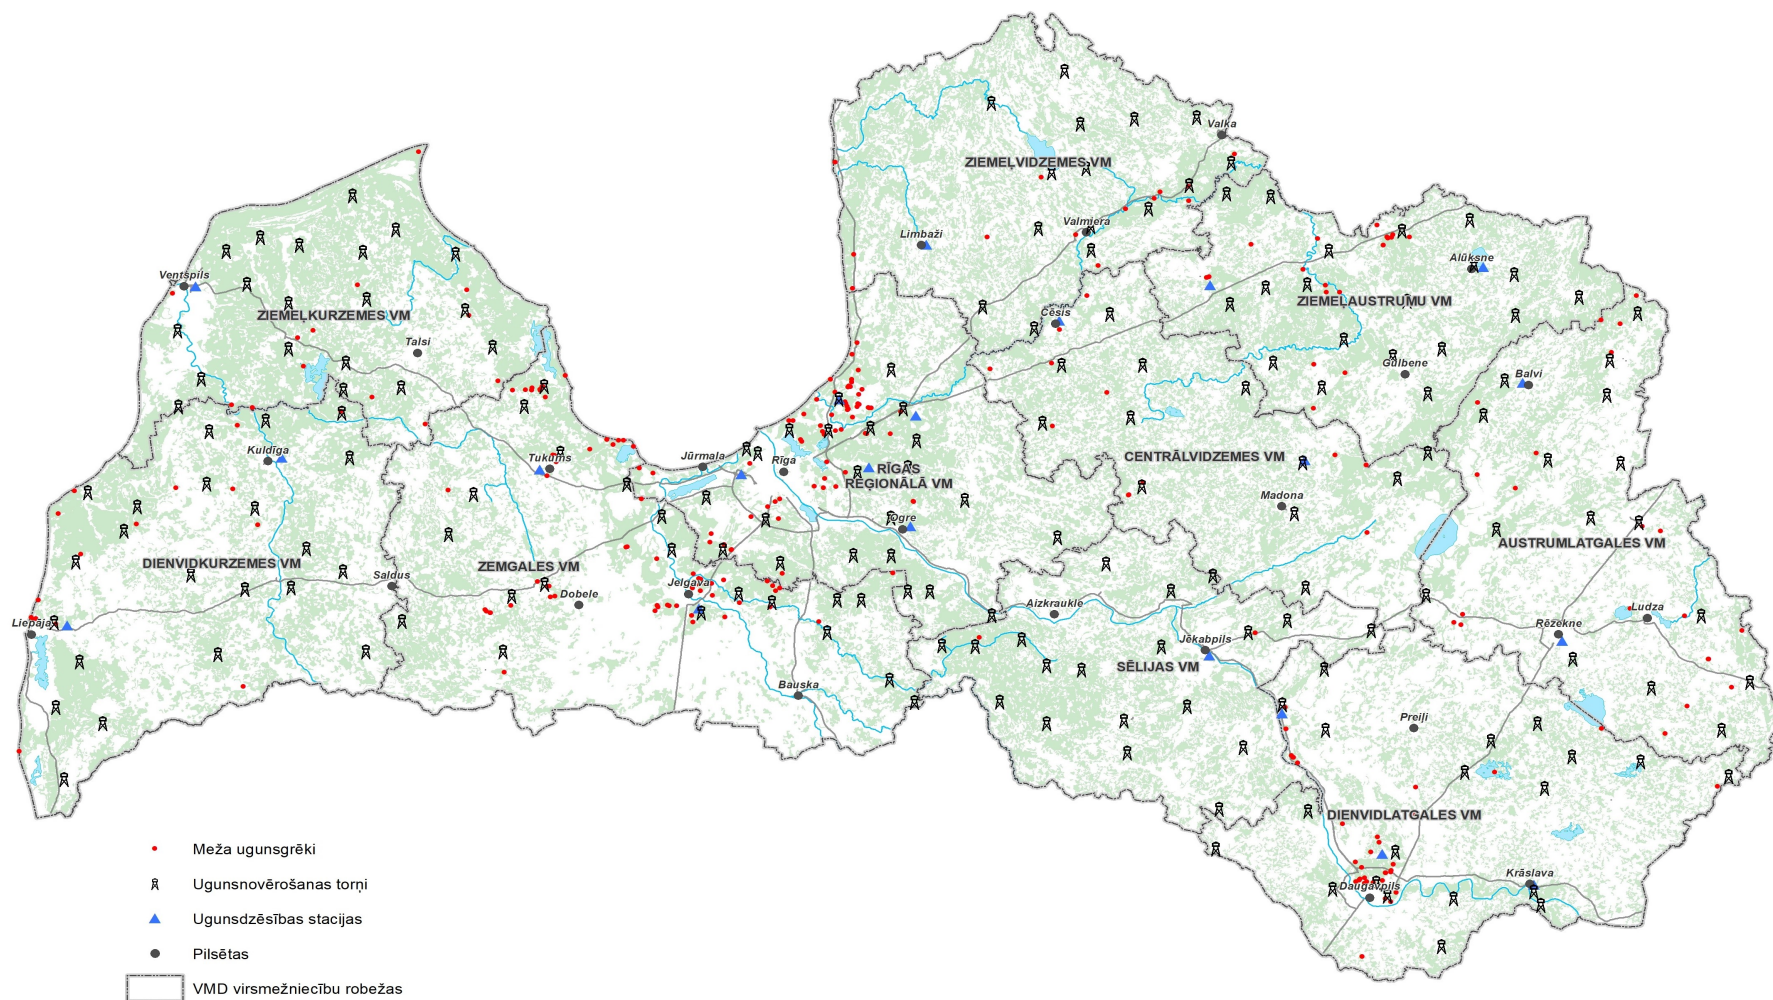 Valka
ZIEMEĻVIDZEMES VM
Valmiera
Limbaži
Alūksne
Ventspils
ZIEMEĻAUSTRUMU VM
ZIEMEĻKURZEMES VM
Cēsis
Talsi
Gulbene
Balvi
Kuldīga
Tukums
Jūrmala
Rīga
CENTRĀLVIDZEMES VM
RĪGAS
REĢIONĀLĀ VM
Madona
Ogre
AUSTRUMLATGALES VM
DIENVIDKURZEMES VM
ZEMGALES VM
Saldus
Jelgava
Dobele
Aizkraukle
Ludza
Liepāja
Rēzekne
Jēkabpils
SĒLIJAS VM
Bauska
Preiļi
DIENVIDLATGALES VM
Krāslava
Daugavpils
Meža ugunsgrēki
Ugunsnovērošanas torņi
Ugunsdzēsības stacijas
Pilsētas
VMD virsmežniecību robežas